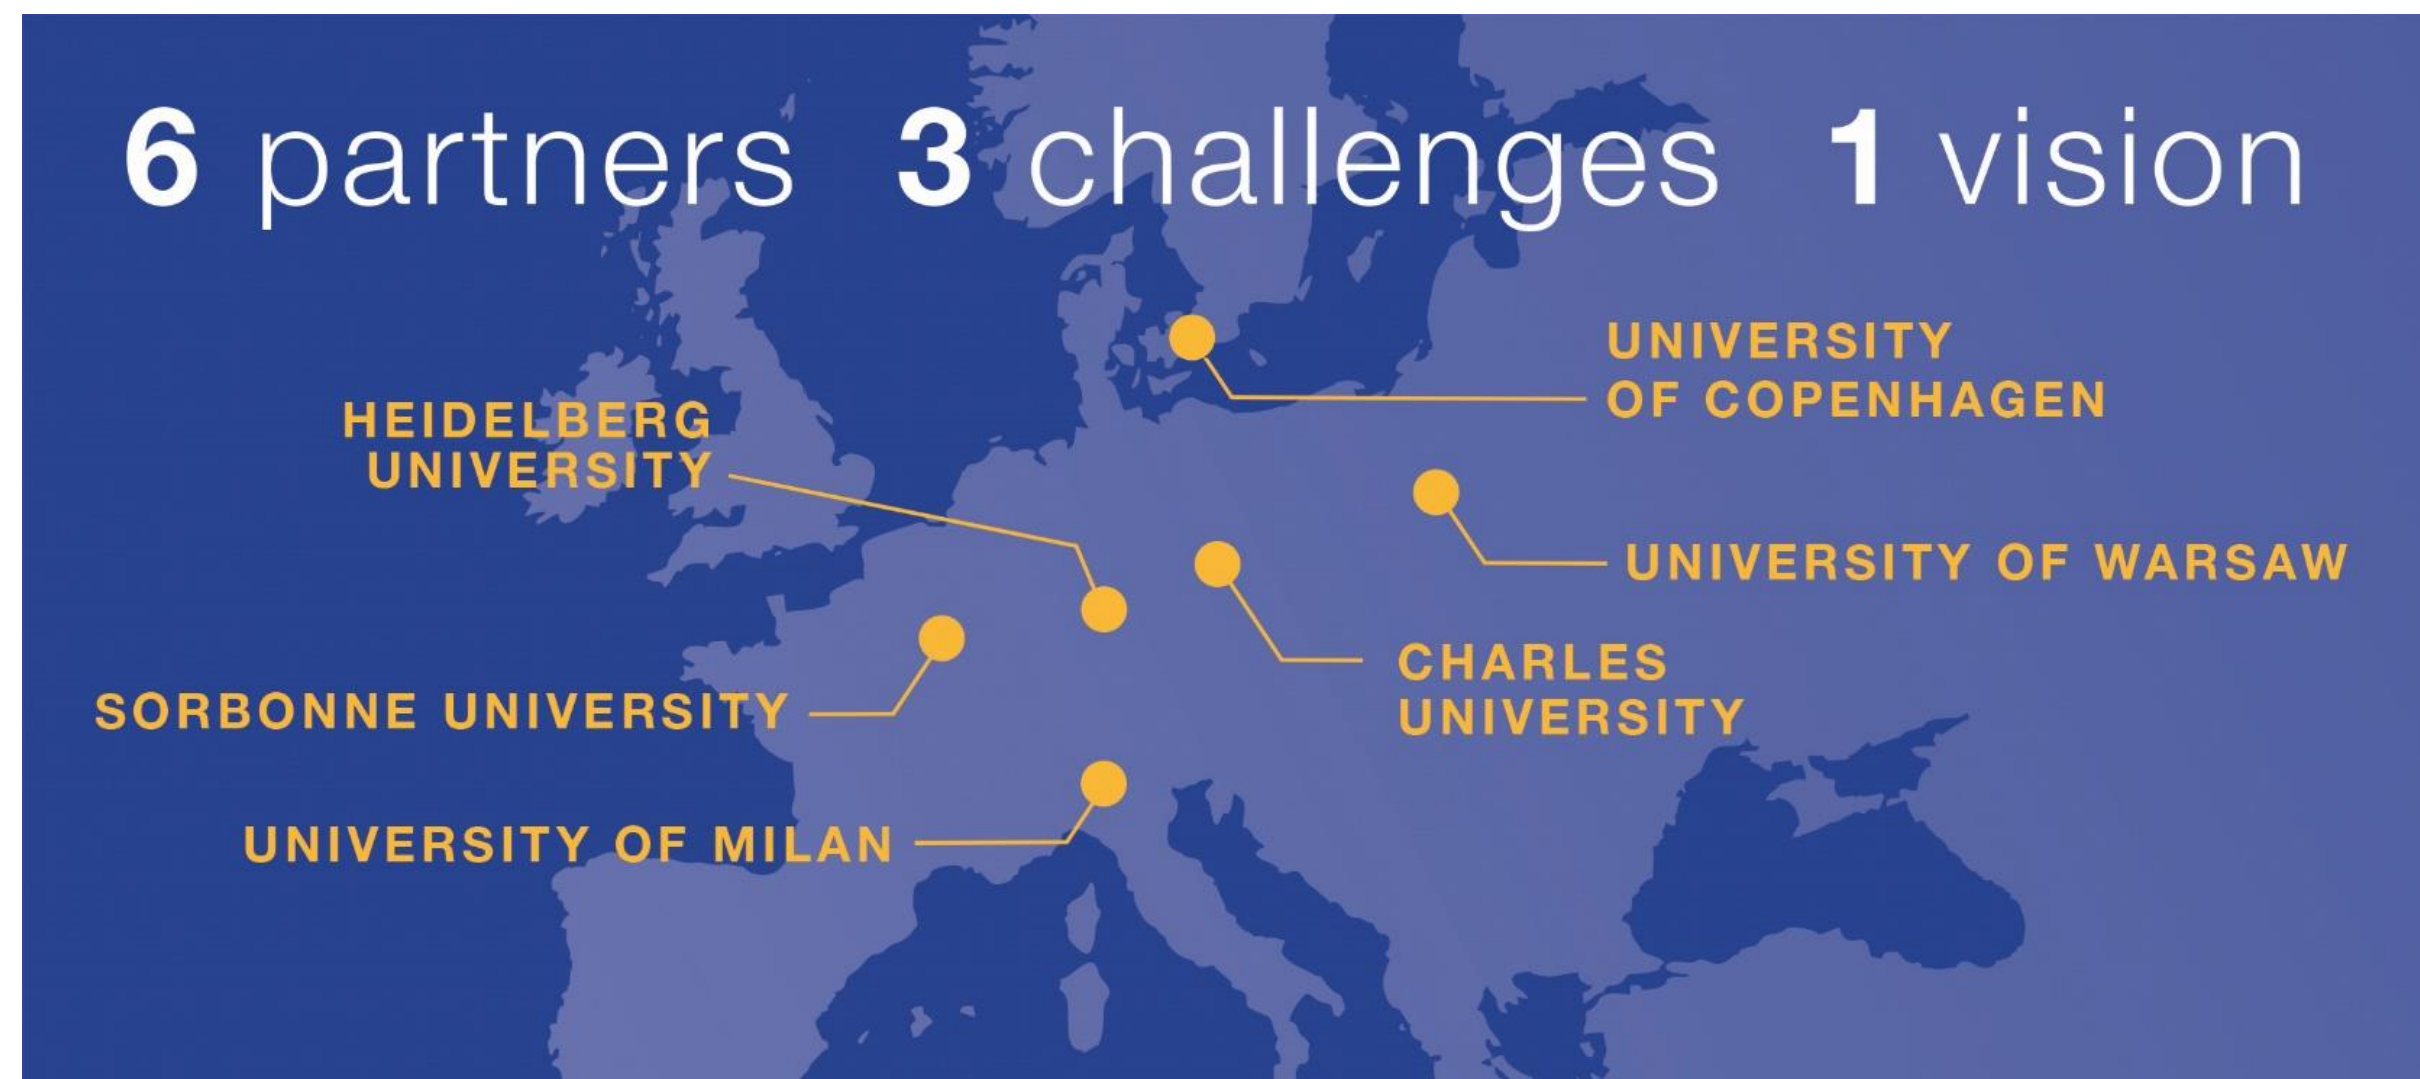 6 partners 3 challenges 1 vision
UNIVERSITY
OF COPENHAGEN
HEIDELBERG
UNIVERSITY
UNIVERSITY OF WARSAW
CHARLES
UNIVERSITY
SORBONNE UNIVERSITY
UNIVERSITY OF MILAN